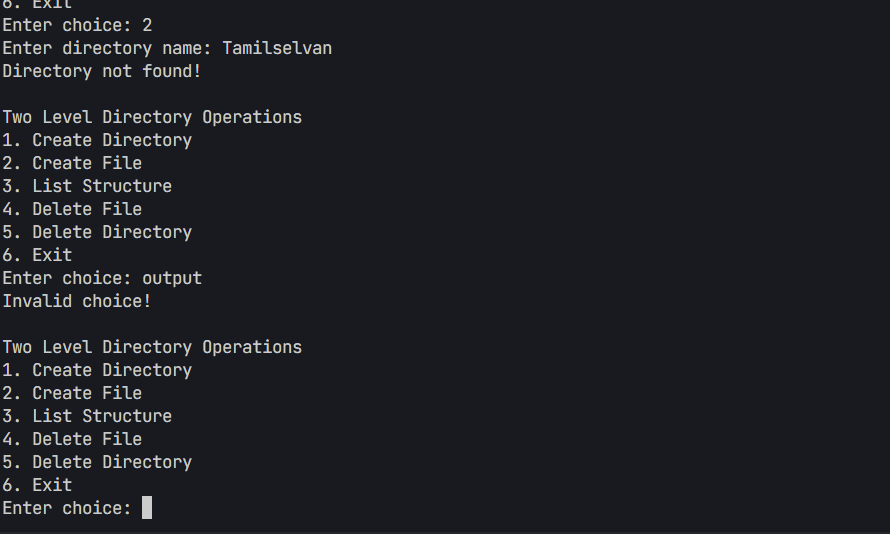 6. Exit
Enter choice: 2
Enter directory name: Tamilselvan
Directory not found!
Two Level Directory Operations
1. Create Directory
2. Create File
3. List Structure
4. Delete File
5. Delete Directory
6. Exit
Enter choice: output
Invalid choice!
Two Level Directory Operations
1. Create Directory
2. Create File
3. List Structure
4. Delete File
5. Delete Directory
6. Exit
Enter choice: